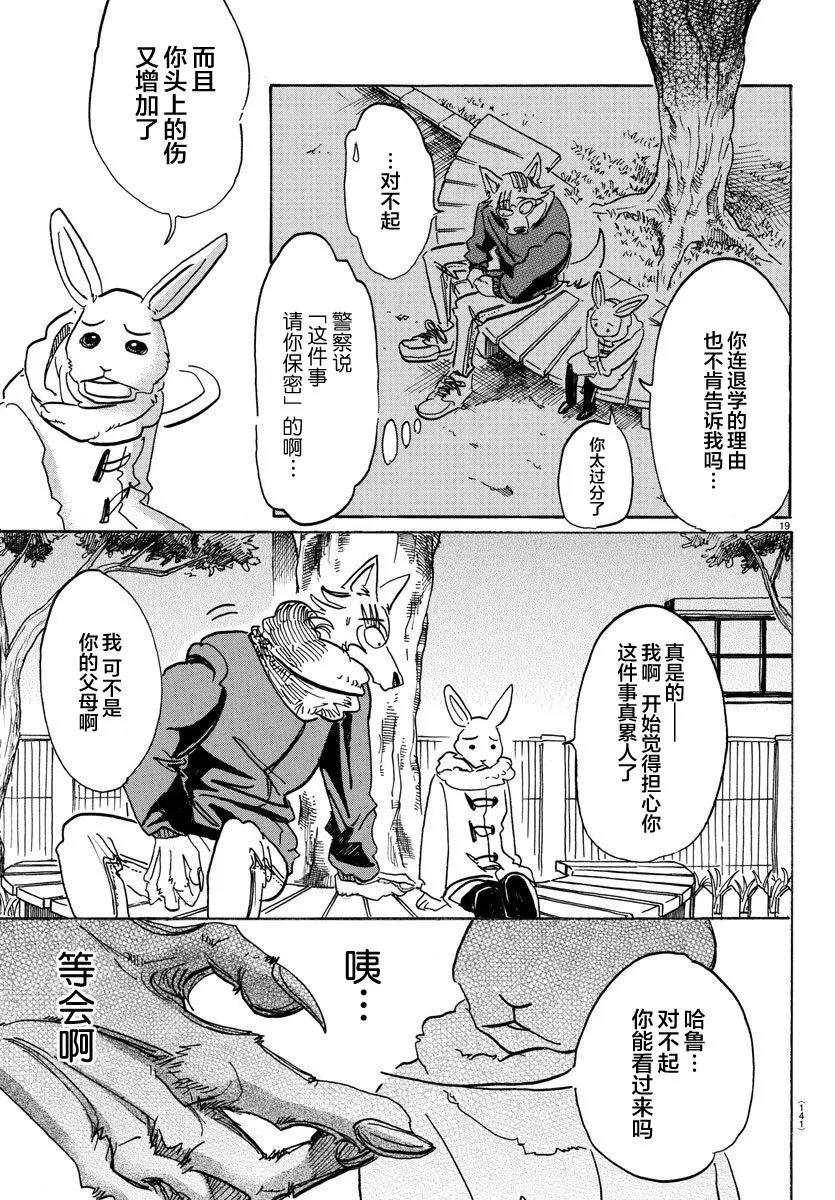 你连退学的理由
也不肯告诉我吗…
你
太过分
了
…
对不起
警察说
「这件事
请你保密」的
啊…
而且
你头上的伤
又增加了
19
真是的——
我啊 开始觉得担心你
这件事真累人了
我 可不是
你的父母啊
哈鲁…
对不起
你能看过来吗
咦…
等会啊
(141)